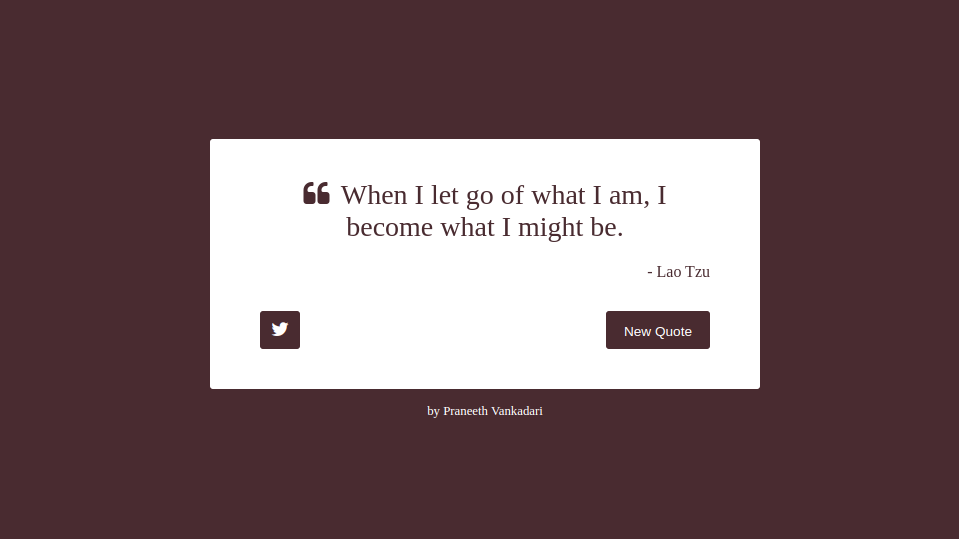 When I let go of what I am, I
become what I might be.
- Lao Tzu
New Quote
by Praneeth Vankadari